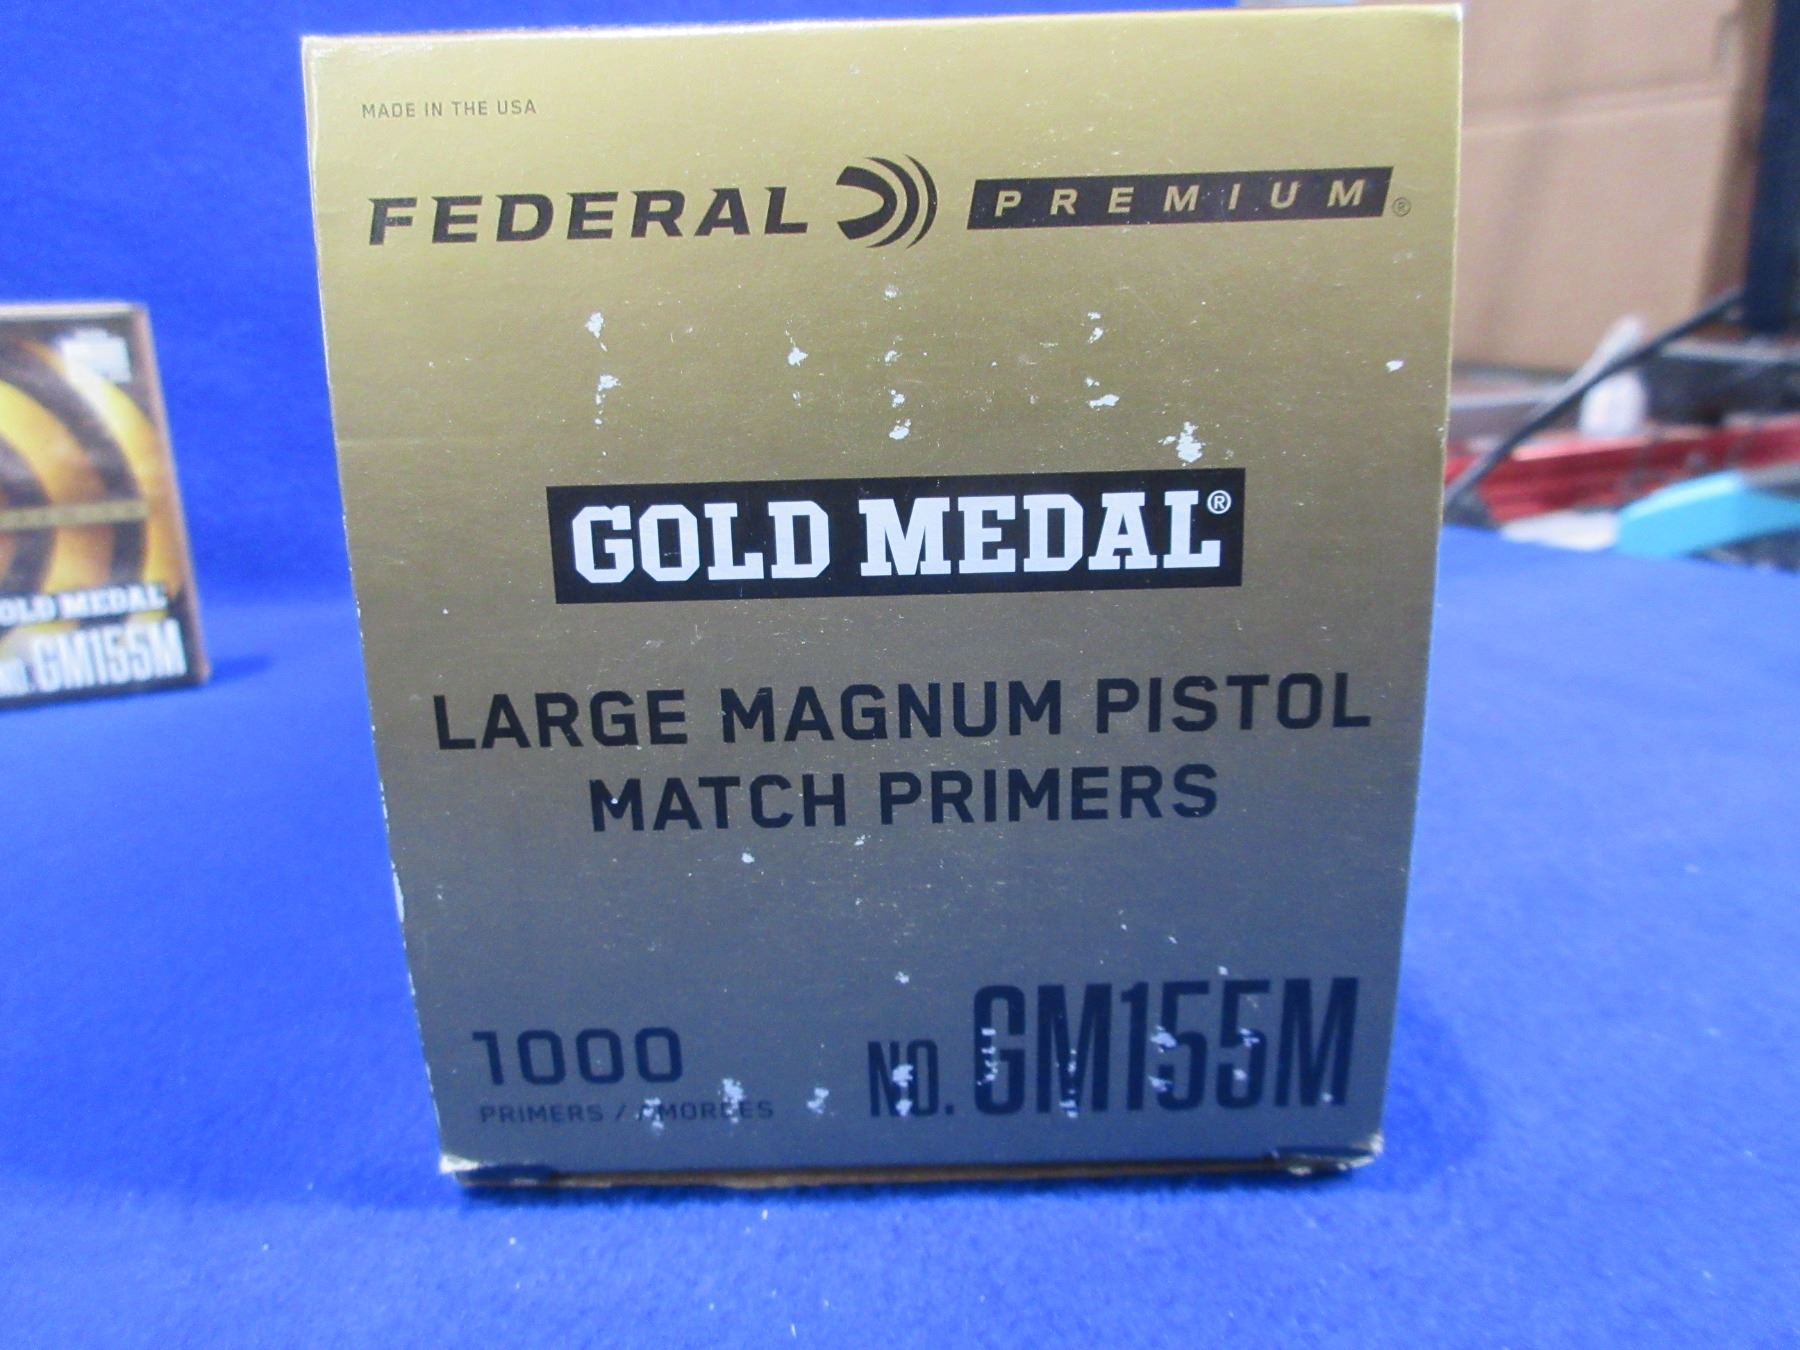 MADE IN THE USA
FEDERAL PREMIUM®
GOLD MEDAL®
LARGE MAGNUM PISTOL
MATCH PRIMERS
1000
PRIMERS / AMORCES
NO. GM155M
OLD MEDAL
NO. GM155M